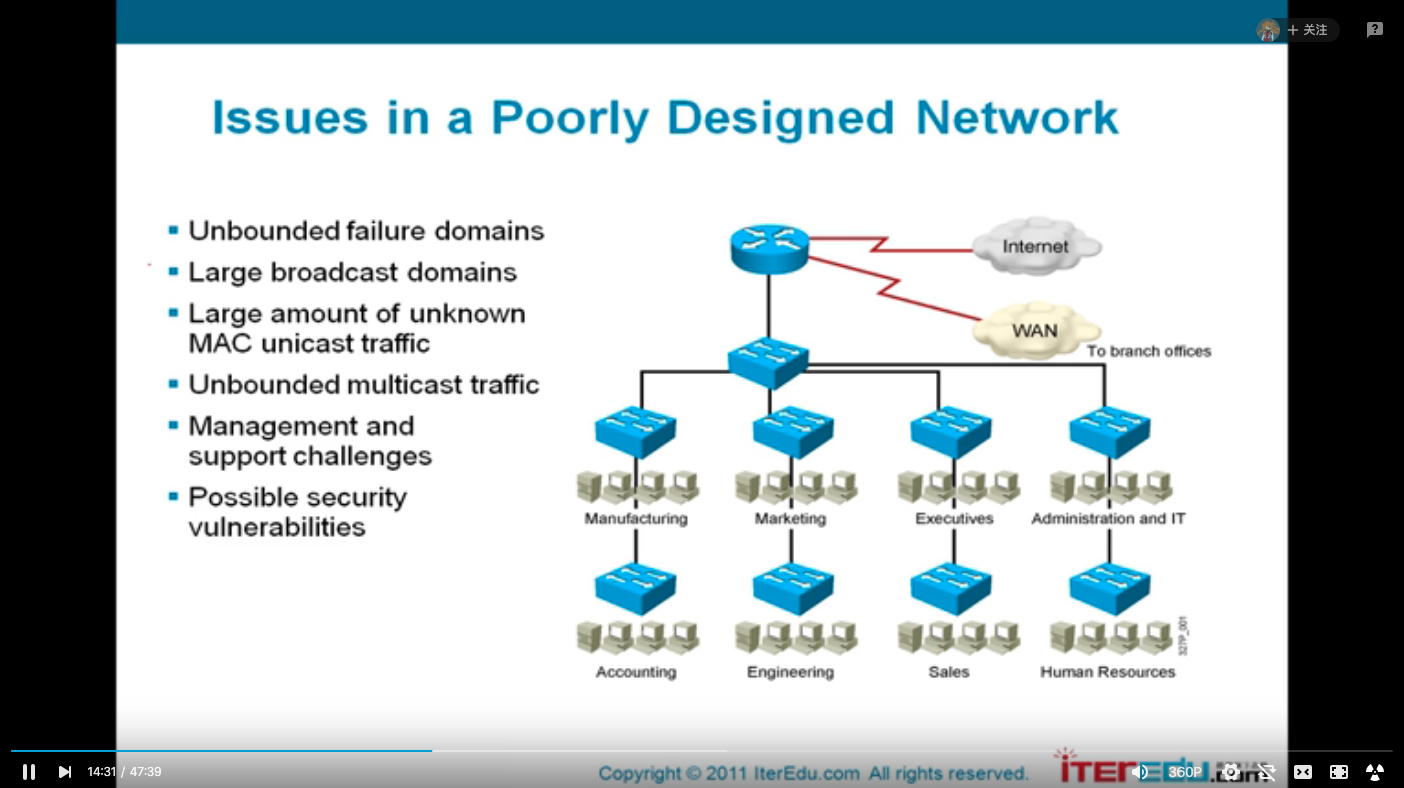 + 关注
Issues in a Poorly Designed Network
Unbounded failure domains
Large broadcast domains
Large amount of unknown
MAC unicast traffic
Unbounded multicast traffic
Management and
support challenges
Possible security
vulnerabilities
Internet
WAN
To branch offices
Manufacturing
Marketing
Executives
Administration and IT
Accounting
Engineering
Sales
Human Resources
327P_001
14:31 / 47:39
Copyright © 2011 IterEdu.com All rights reserved.
iTEREDU.com
360P